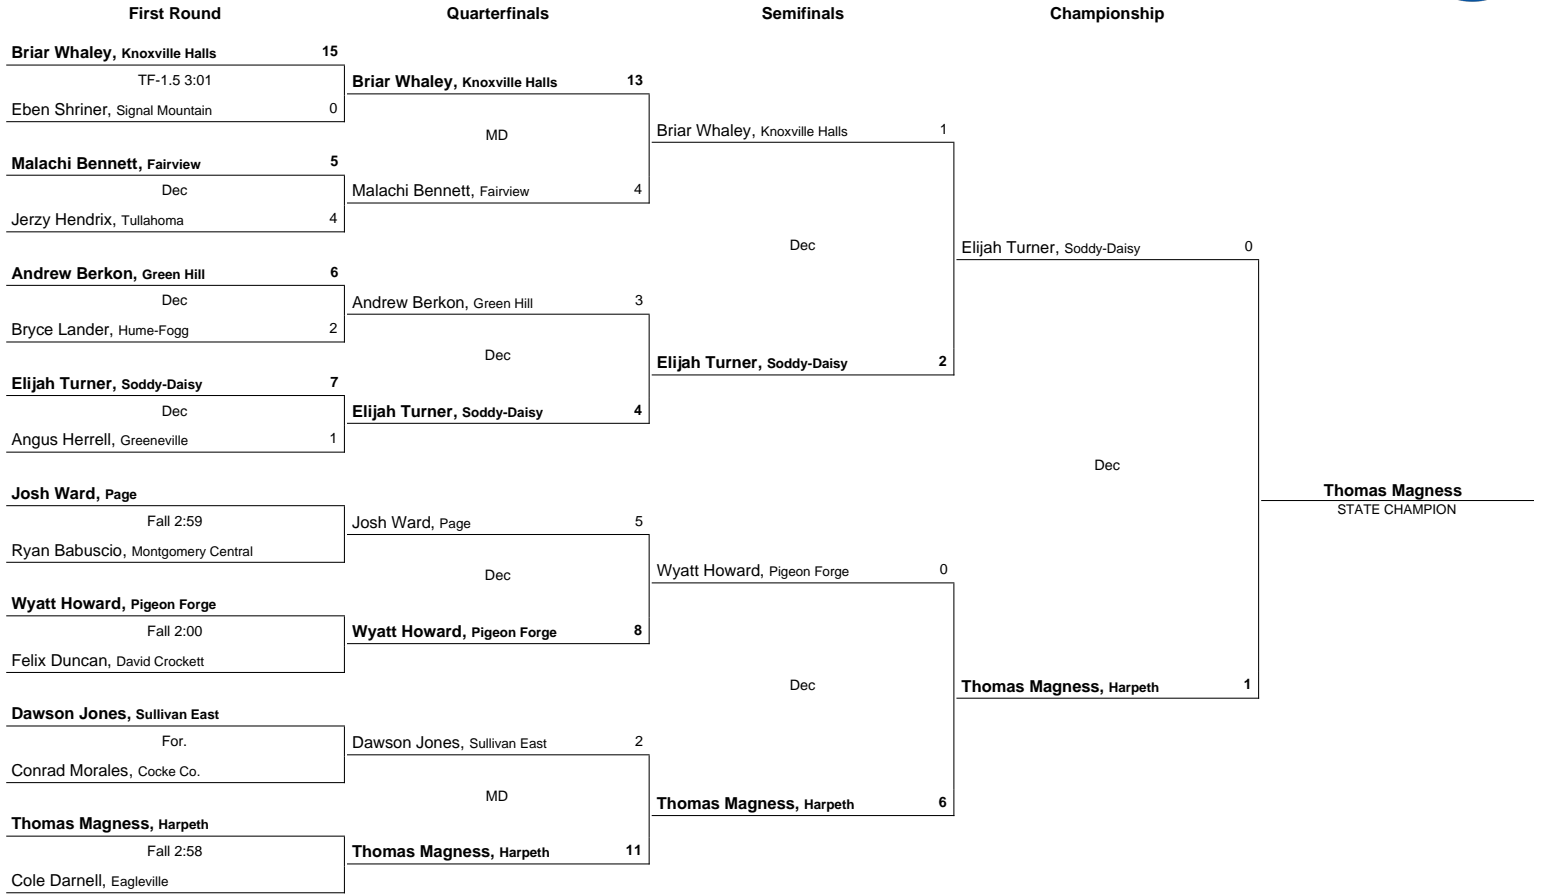 First Round Quarterfinals Semifinals Championship
Briar Whaley, Knoxville Halls 15
TF-1.5 3:01
Eben Shriner, Signal Mountain 0
Malachi Bennett, Fairview 5
Dec
Jerzy Hendrix, Tullahoma 4
Andrew Berkon, Green Hill 6
Dec
Bryce Lander, Hume-Fogg 2
Elijah Turner, Soddy-Daisy 7
Dec
Angus Herrell, Greeneville 1
Josh Ward, Page
Fall 2:59
Ryan Babuscio, Montgomery Central
Wyatt Howard, Pigeon Forge
Fall 2:00
Felix Duncan, David Crockett
Dawson Jones, Sullivan East
For.
Conrad Morales, Cocke Co.
Thomas Magness, Harpeth
Fall 2:58
Cole Darnell, Eagleville
Briar Whaley, Knoxville Halls 13
MD
Malachi Bennett, Fairview 4
Andrew Berkon, Green Hill 3
Dec
Elijah Turner, Soddy-Daisy 4
Josh Ward, Page 5
Dec
Wyatt Howard, Pigeon Forge 8
Dawson Jones, Sullivan East 2
MD
Thomas Magness, Harpeth 11
Briar Whaley, Knoxville Halls 1
Dec
Elijah Turner, Soddy-Daisy 2
Wyatt Howard, Pigeon Forge 0
Dec
Thomas Magness, Harpeth 6
Elijah Turner, Soddy-Daisy 0
Dec
Thomas Magness, Harpeth 1
Thomas Magness
STATE CHAMPION